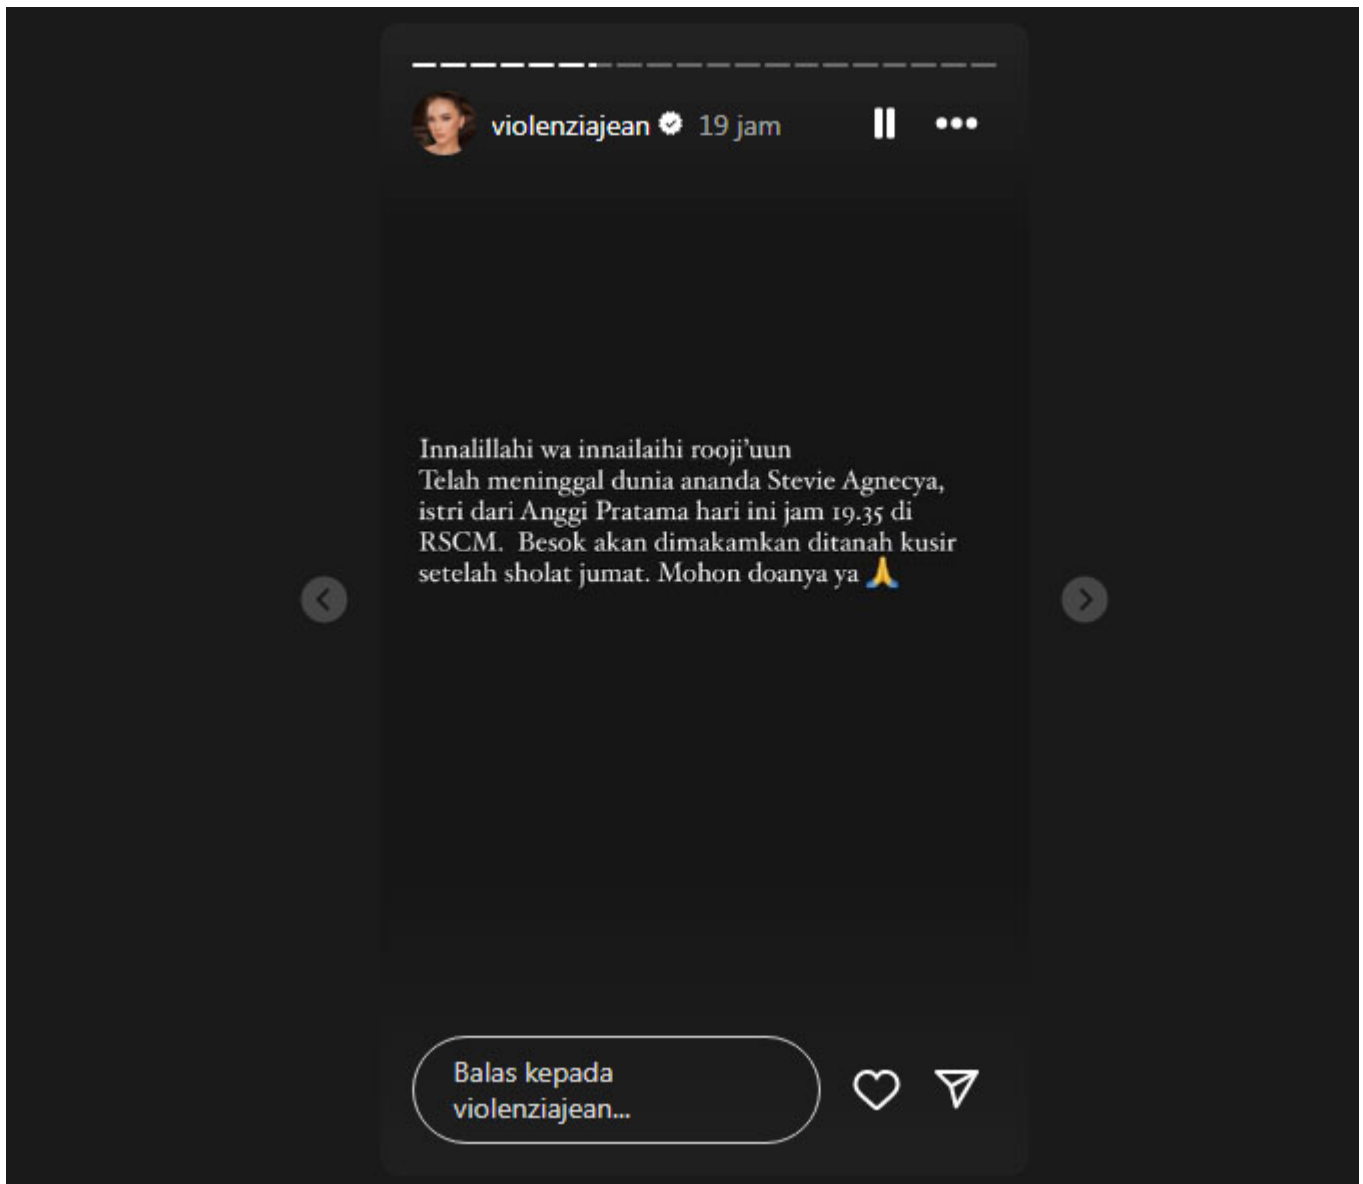 violenziajean 19 jam
Innalillahi wa innailaihi rooji’uun
Telah meninggal dunia ananda Stevie Agnecya,
istri dari Anggi Pratama hari ini jam 19.35 di
RSCM.  Besok akan dimakamkan ditanah kusir
setelah sholat jumat. Mohon doanya ya 🙏
Balas kepada
violenziajean...